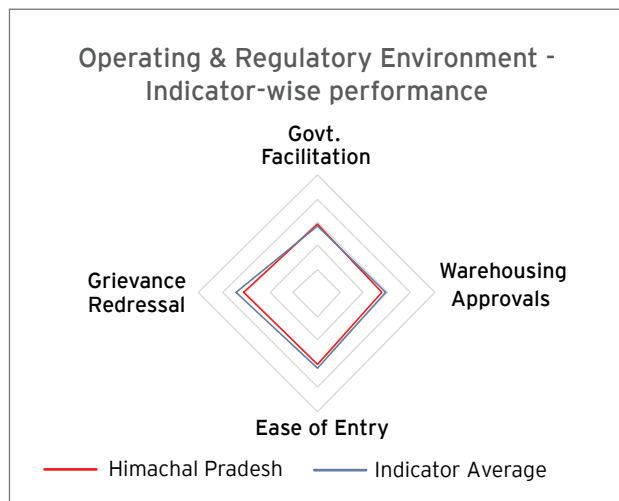 Operating & Regulatory Environment -
Indicator-wise performance
Govt.
Facilitation
Grievance
Redressal
Warehousing
Approvals
Ease of Entry
Himachal Pradesh
Indicator Average